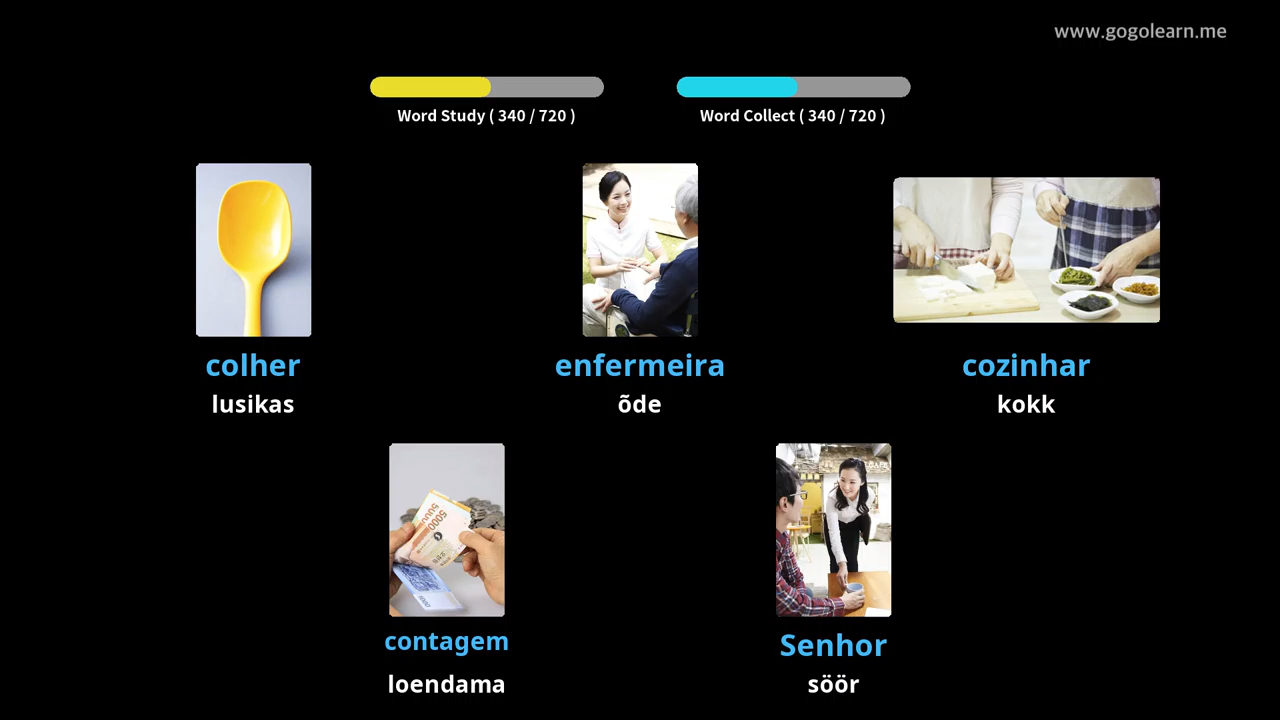 www.gogolearn.me
Word Study ( 340 / 720 )
Word Collect ( 340 / 720 )
colher
lusikas
enfermeira
õde
cozinhar
kokk
5000
contagem
loendama
Senhor
söör